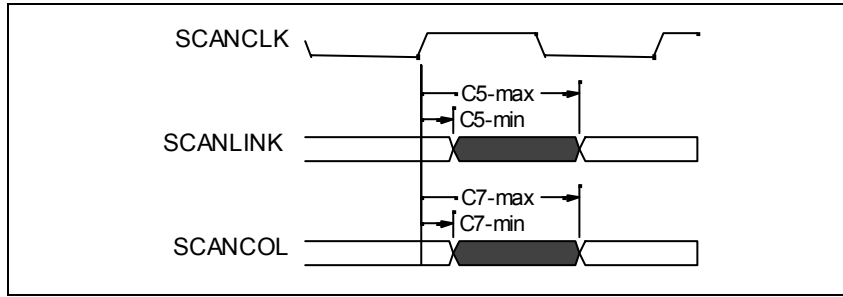 SCANCLK
C5-max
C5-min
SCANLINK
C7-max
C7-min
SCANCOL